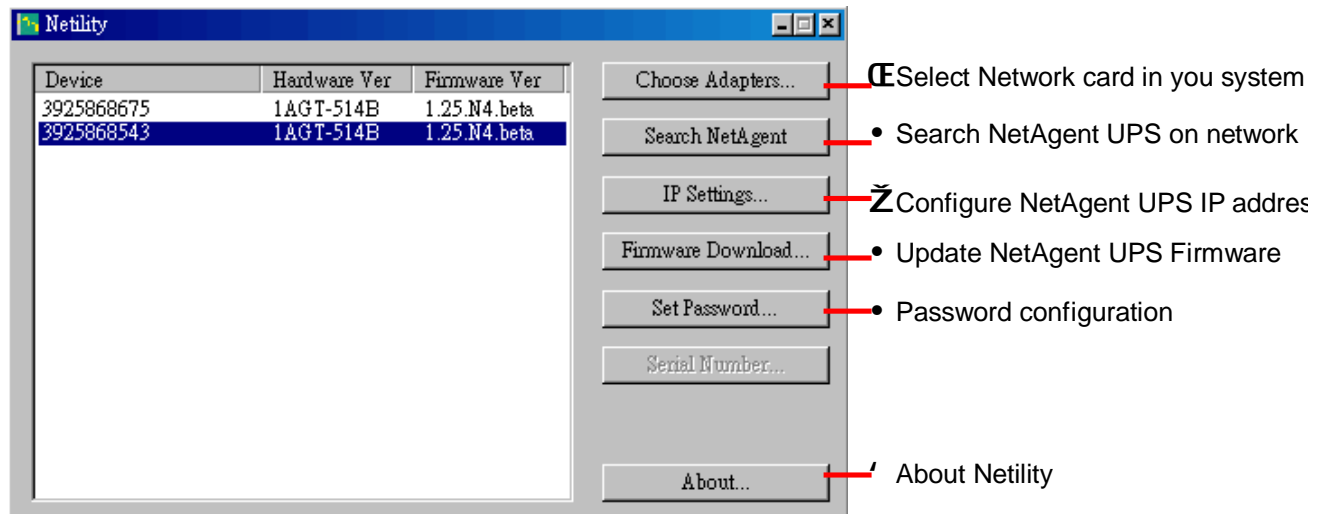 Netility
Device Hardware Ver Firmware Ver
3925868675 1AGT-514B 1.25.N4.beta
3925868543 1AGT-514B 1.25.N4.beta
Choose Adapters...
Search NetAgent
IP Settings...
Firmware Download...
Set Password...
Serial Number...
About...
ŒSelect Network card in you system
• Search NetAgent UPS on network
ŽConfigure NetAgent UPS IP addres
• Update NetAgent UPS Firmware
• Password configuration
‘ About Netility